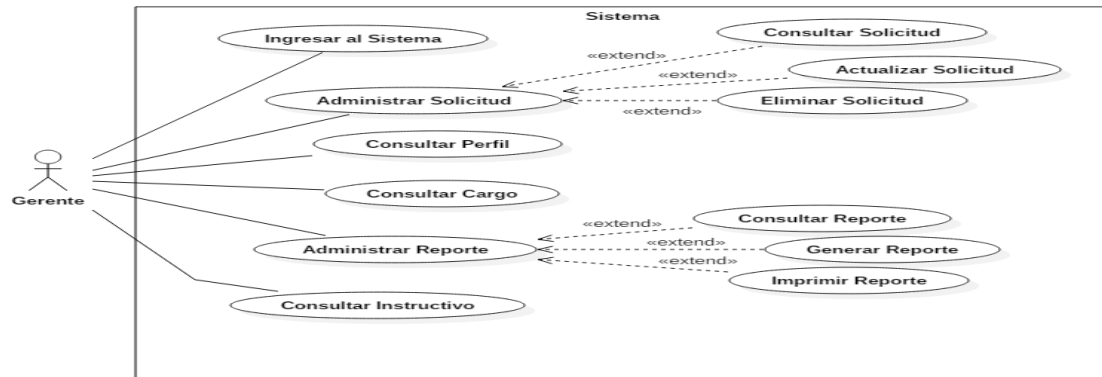 Sistema
Ingresar al Sistema
Consultar Solicitud
«extend»
Actualizar Solicitud
«extend»
Administrar Solicitud
Eliminar Solicitud
«extend»
Consultar Perfil
Gerente
Consultar Cargo
Consultar Reporte
«extend»
Administrar Reporte
«extend»
Generar Reporte
«extend»
Imprimir Reporte
Consultar Instructivo